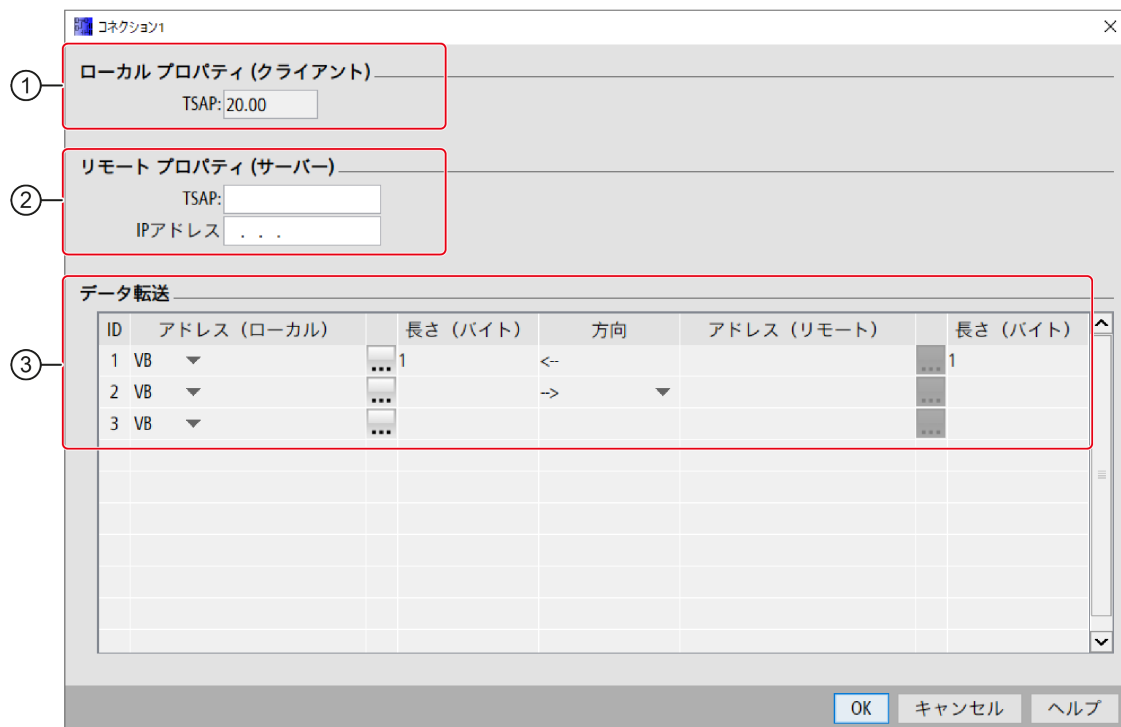 コネクション1
① ローカル プロパティ (クライアント)
TSAP: 20.00
② リモート プロパティ (サーバー)
TSAP:
IPアドレス . . .
③ データ転送
ID アドレス（ローカル） 長さ（バイト） 方向 アドレス（リモート） 長さ（バイト）
1 VB ... 1 <-- ... 1
2 VB ... --> ...
3 VB ... ...
OK キャンセル ヘルプ